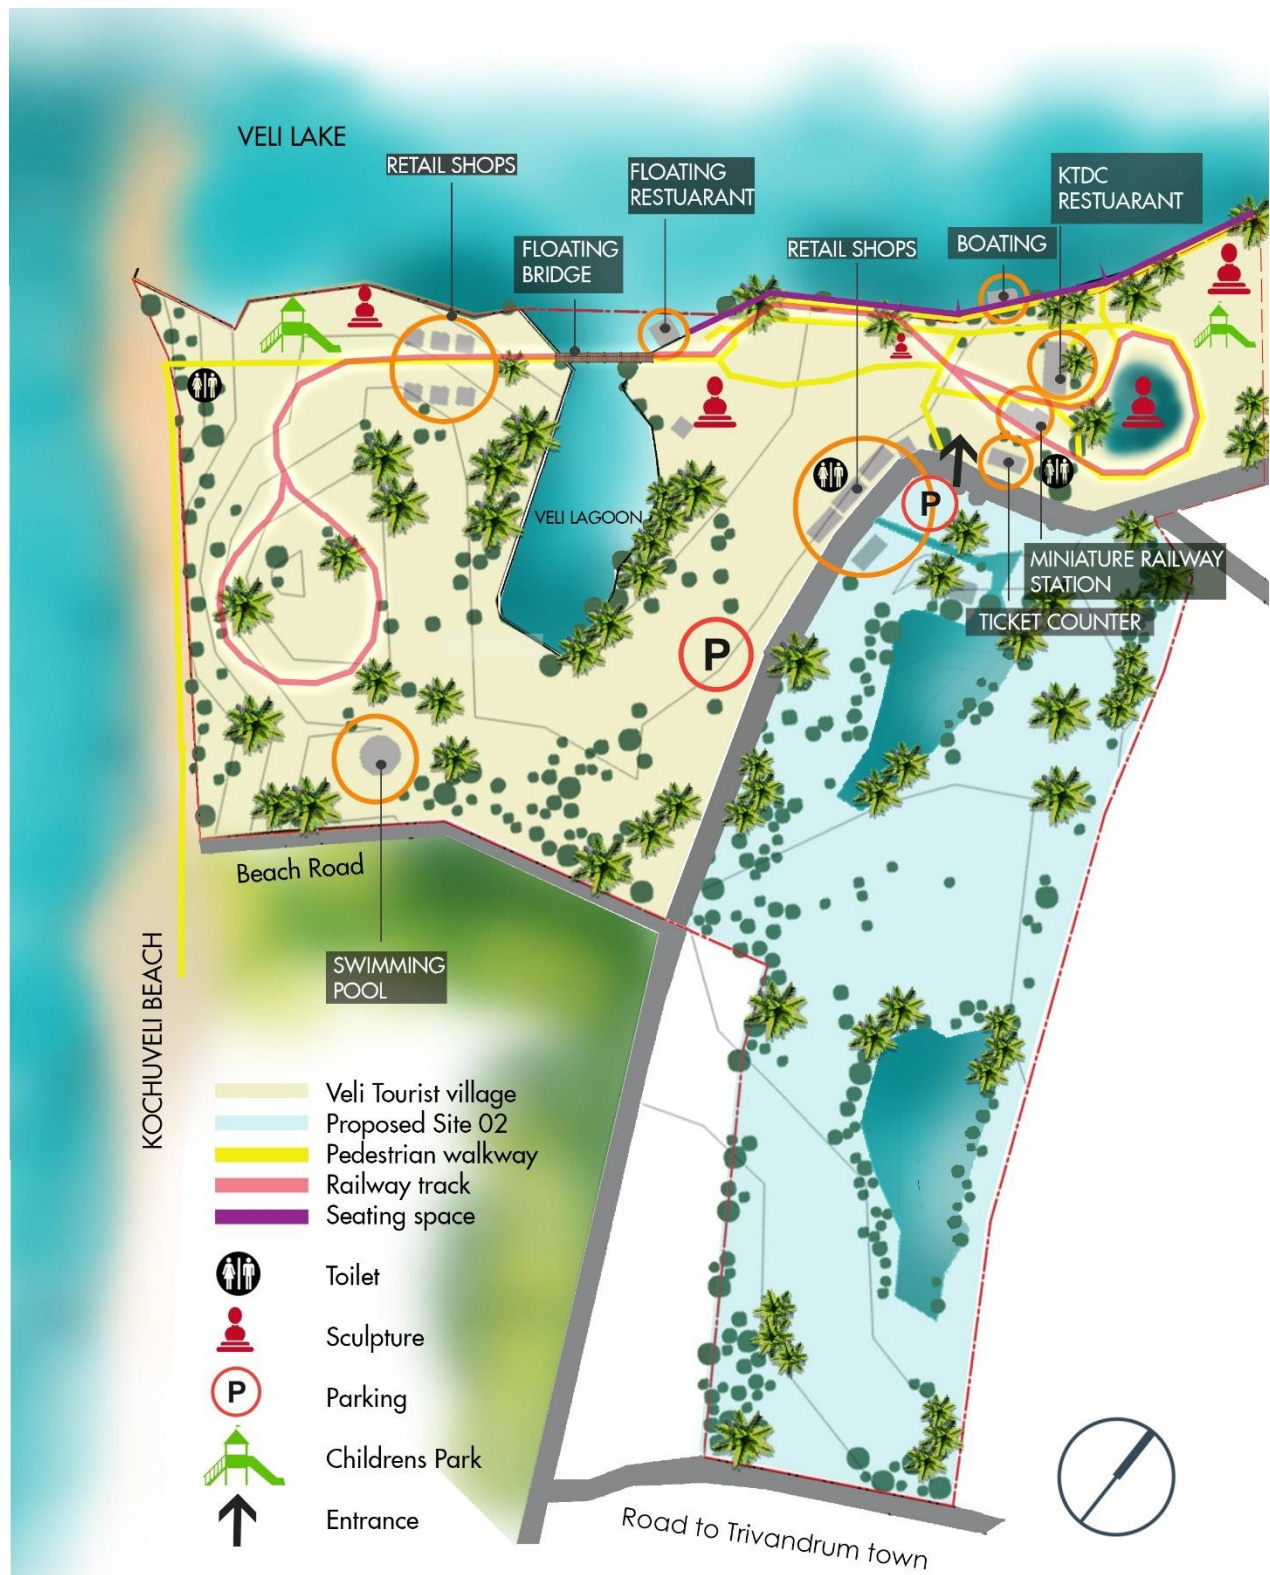 VELI LAKE
RETAIL SHOPS
FLOATING
RESTUARANT
KTDC
RESTUARANT
FLOATING
BRIDGE
RETAIL SHOPS
BOATING
VELI LAGOON
P
MINIATURE RAILWAY
STATION
TICKET COUNTER
P
Beach Road
SWIMMING
POOL
KOCHUVELI BEACH
Veli Tourist village
Proposed Site 02
Pedestrian walkway
Railway track
Seating space
Toilet
Sculpture
P
Parking
Childrens Park
Entrance
Road to Trivandrum town